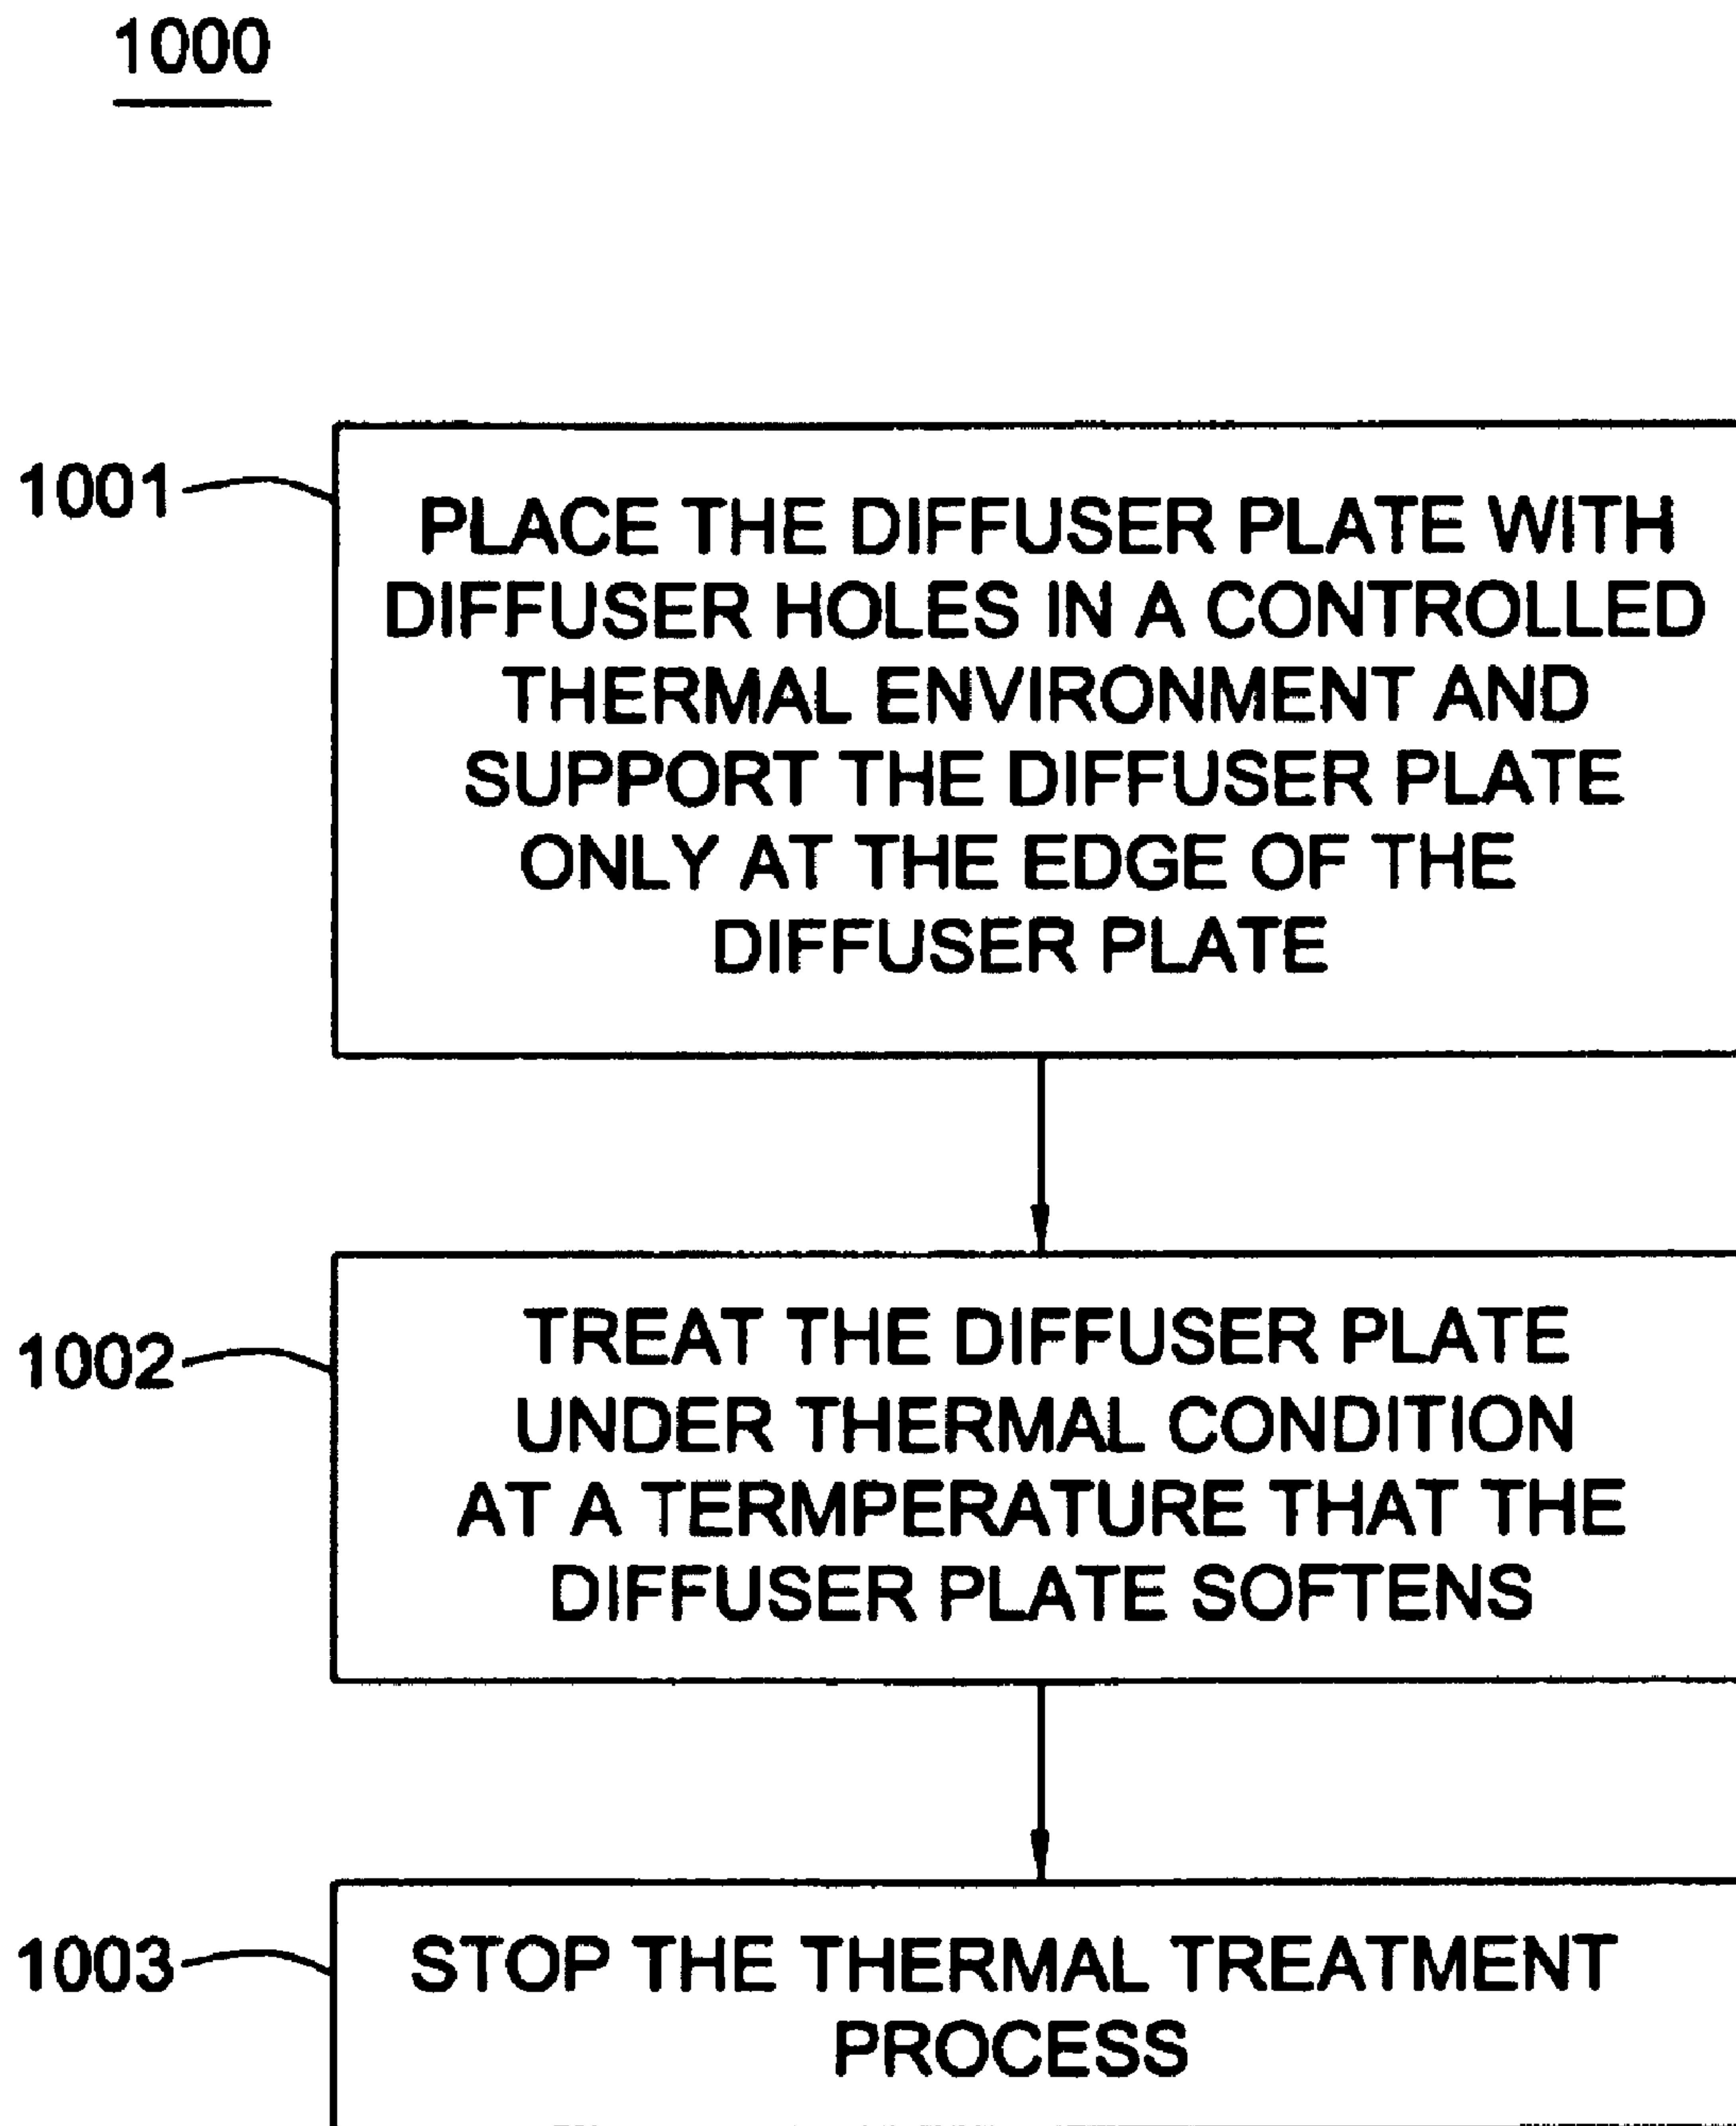 1000
1001
PLACE THE DIFFUSER PLATE WITH
DIFFUSER HOLES IN A CONTROLLED
THERMAL ENVIRONMENT AND
SUPPORT THE DIFFUSER PLATE
ONLY AT THE EDGE OF THE
DIFFUSER PLATE
1002
TREAT THE DIFFUSER PLATE
UNDER THERMAL CONDITION
AT A TERMPERATURE THAT THE
DIFFUSER PLATE SOFTENS
1003
STOP THE THERMAL TREATMENT
PROCESS